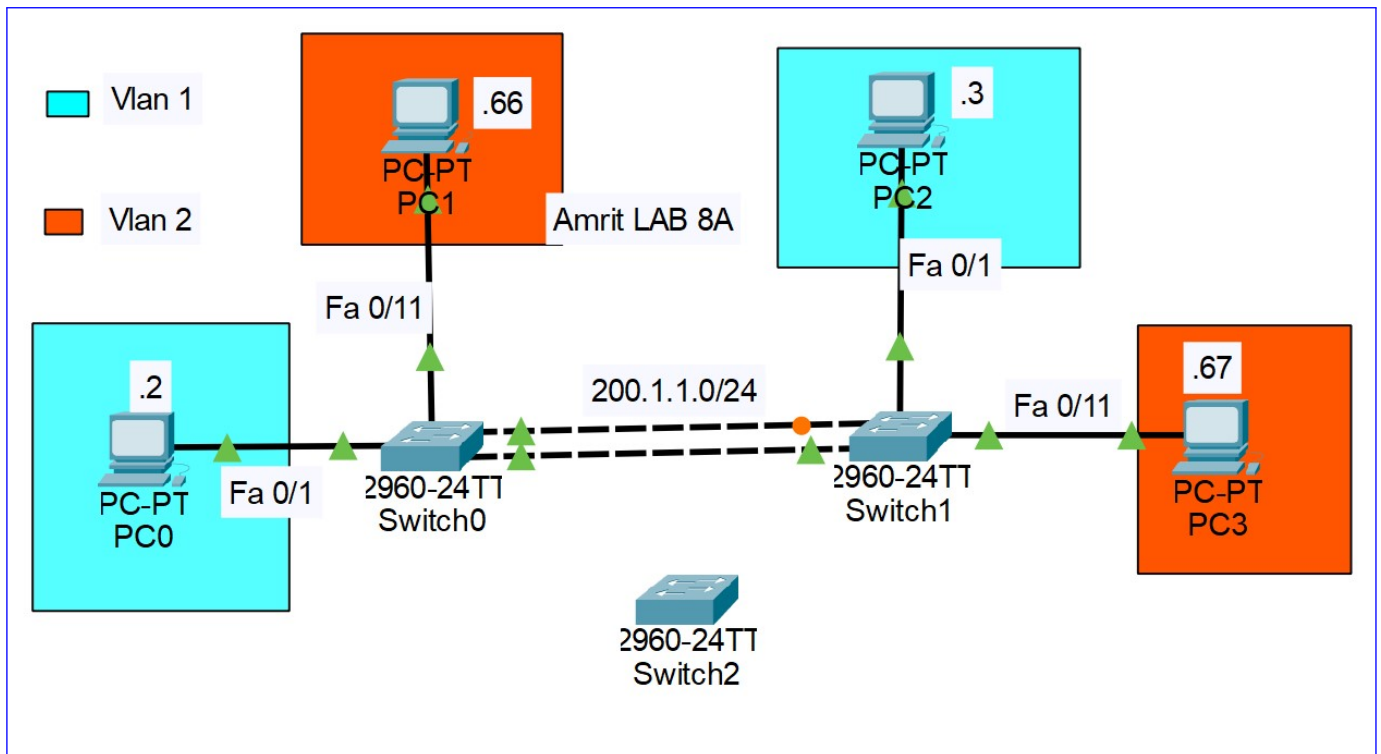 Vlan 1
Vlan 2
.66
PC-PT
PC1
Amrit LAB 8A
.3
PC-PT
PC2
Fa 0/11
Fa 0/1
.2
PC-PT
PC0
Fa 0/1
200.1.1.0/24
2960-24TT
Switch0
2960-24TT
Switch1
Fa 0/11
.67
PC-PT
PC3
2960-24TT
Switch2